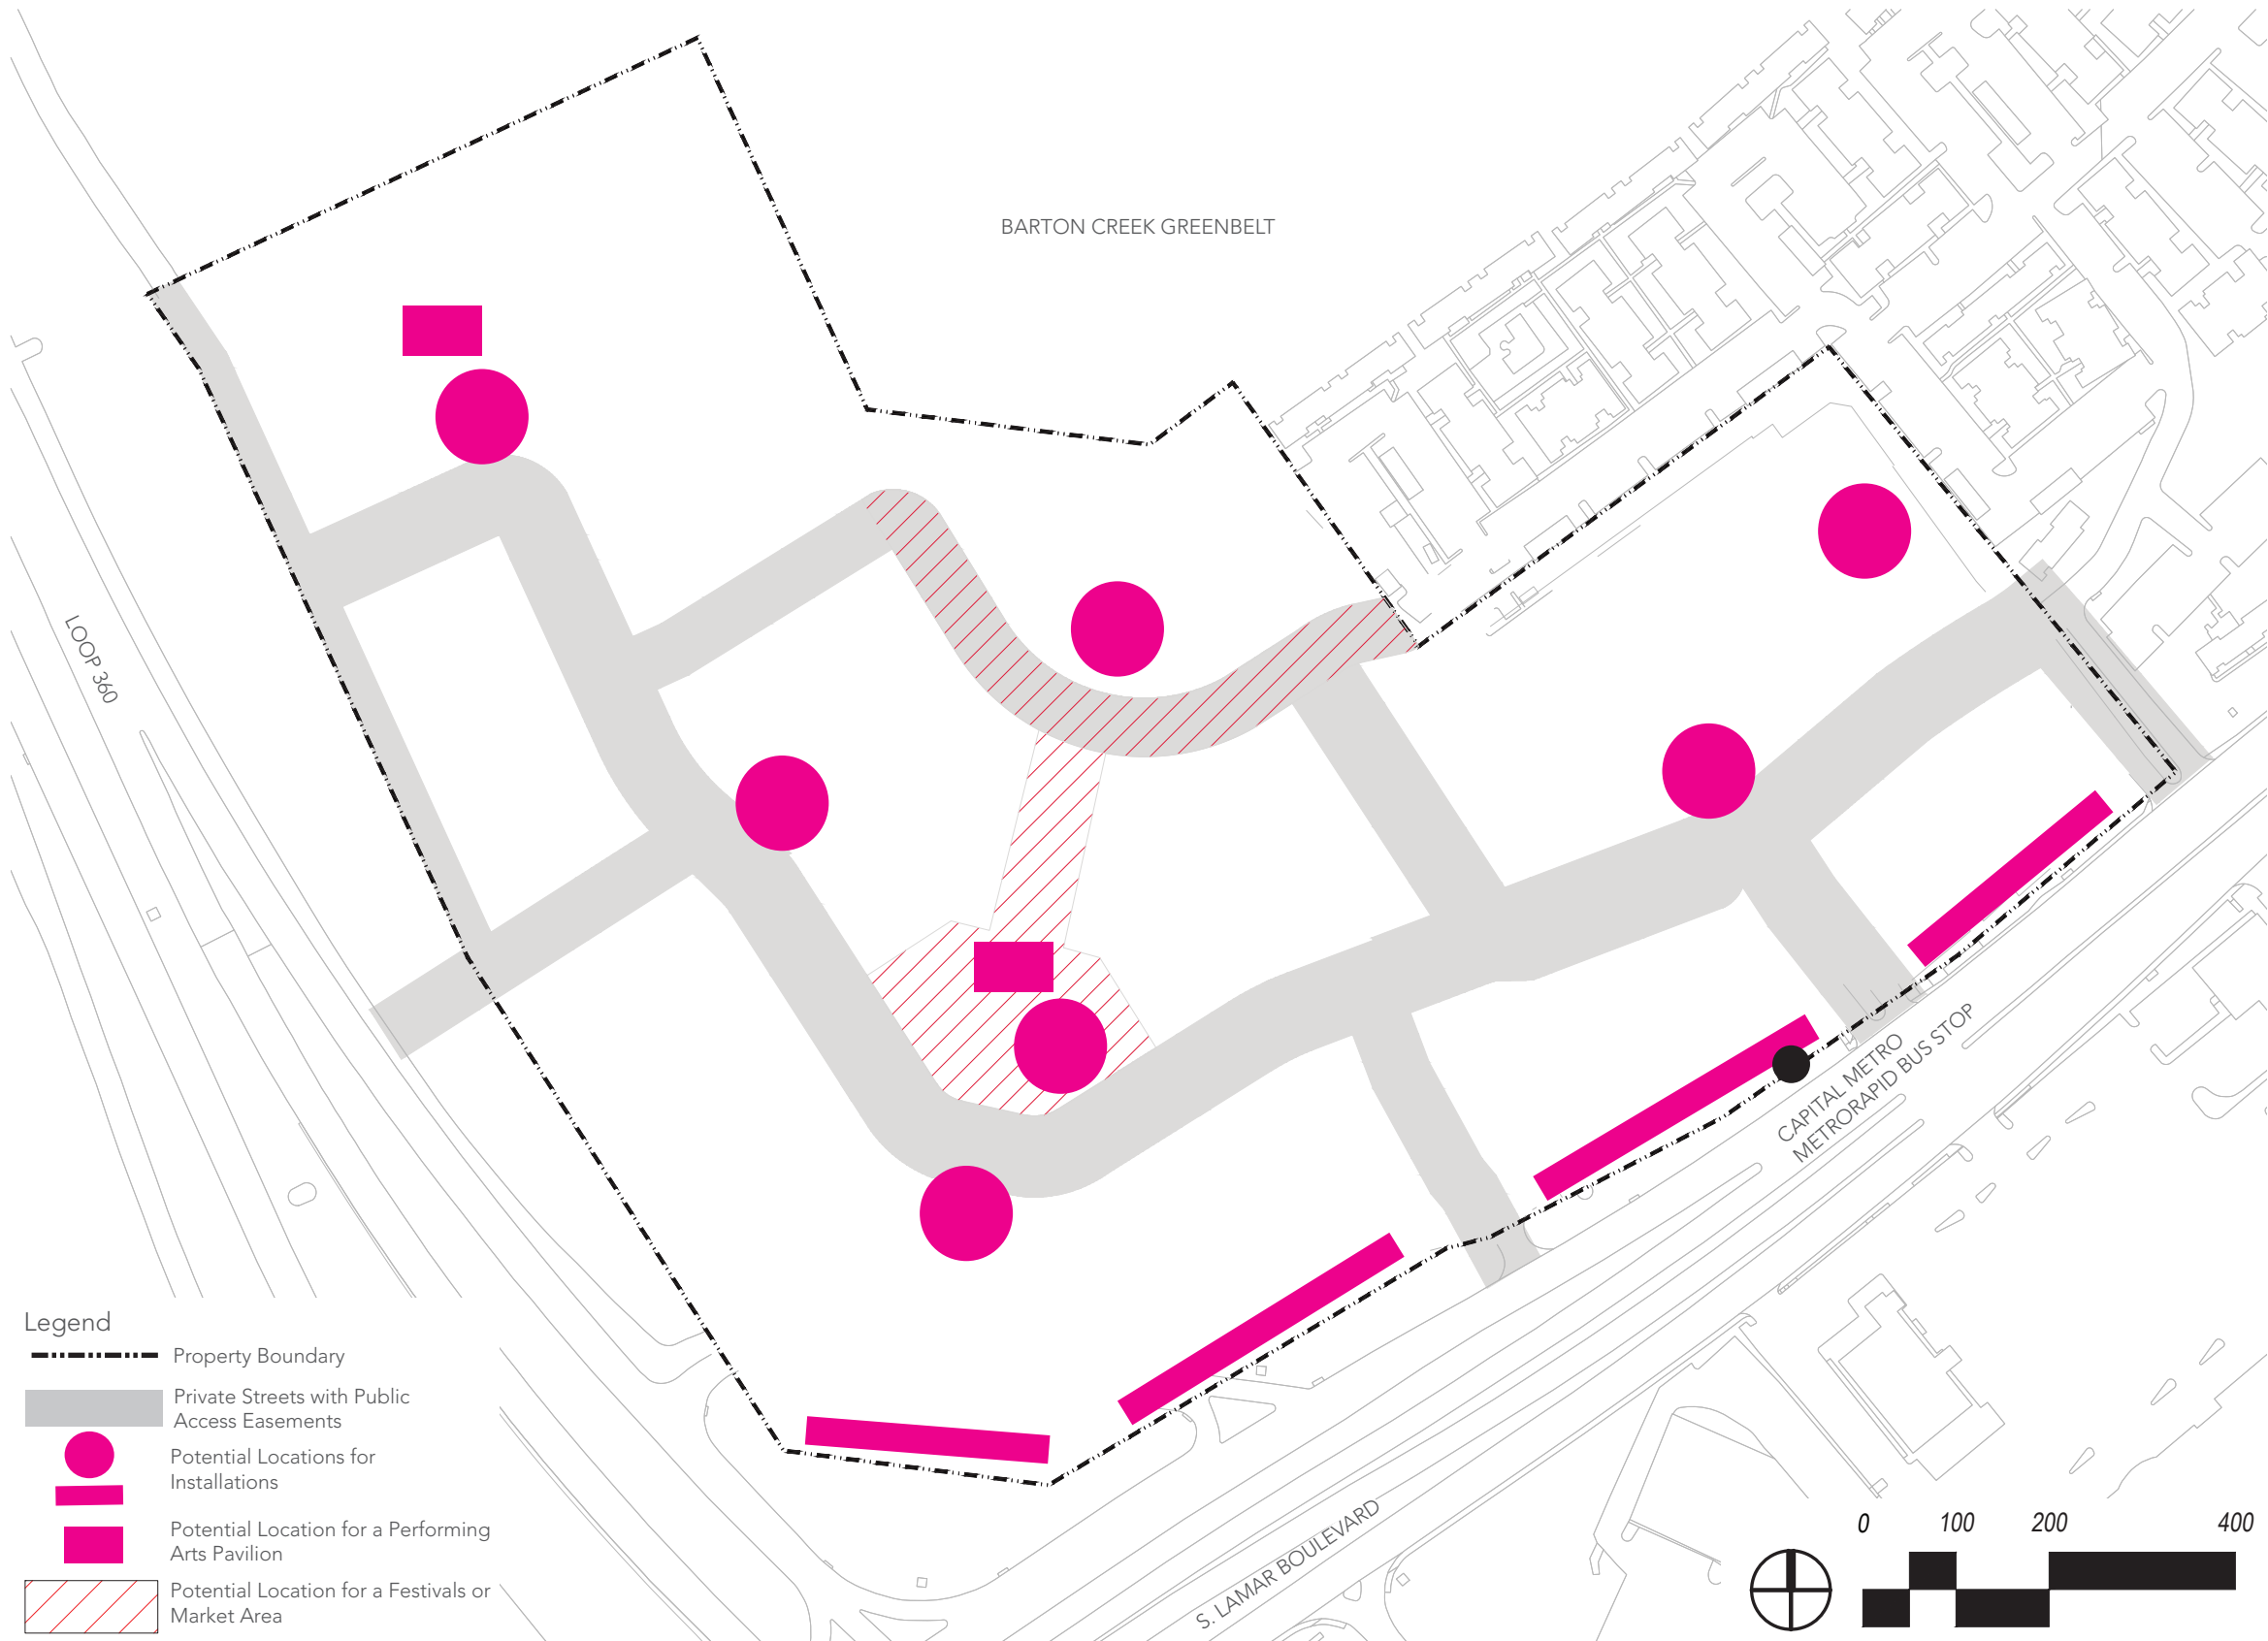 BARTON CREEK GREENBELT
LOOP 360
CAPITAL METRO
METRORAPID BUS STOP
S. LAMAR BOULEVARD
Legend
Property Boundary
Private Streets with Public
Access Easements
Potential Locations for
Installations
Potential Location for a Performing
Arts Pavilion
Potential Location for a Festivals or
Market Area
0 100 200 400